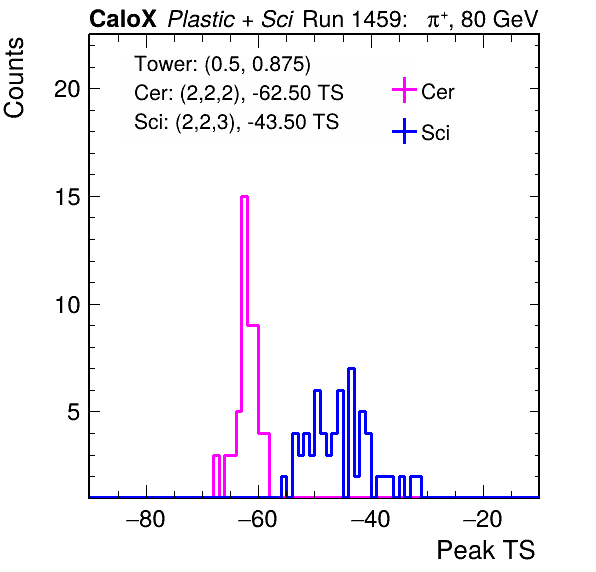 CaloX Plastic + Sci Run 1459: π⁺, 80 GeV
Counts
Tower: (0.5, 0.875)
Cer: (2,2,2), -62.50 TS
Sci: (2,2,3), -43.50 TS
Cer
Sci
20
15
10
5
−80 −60 −40 −20
Peak TS